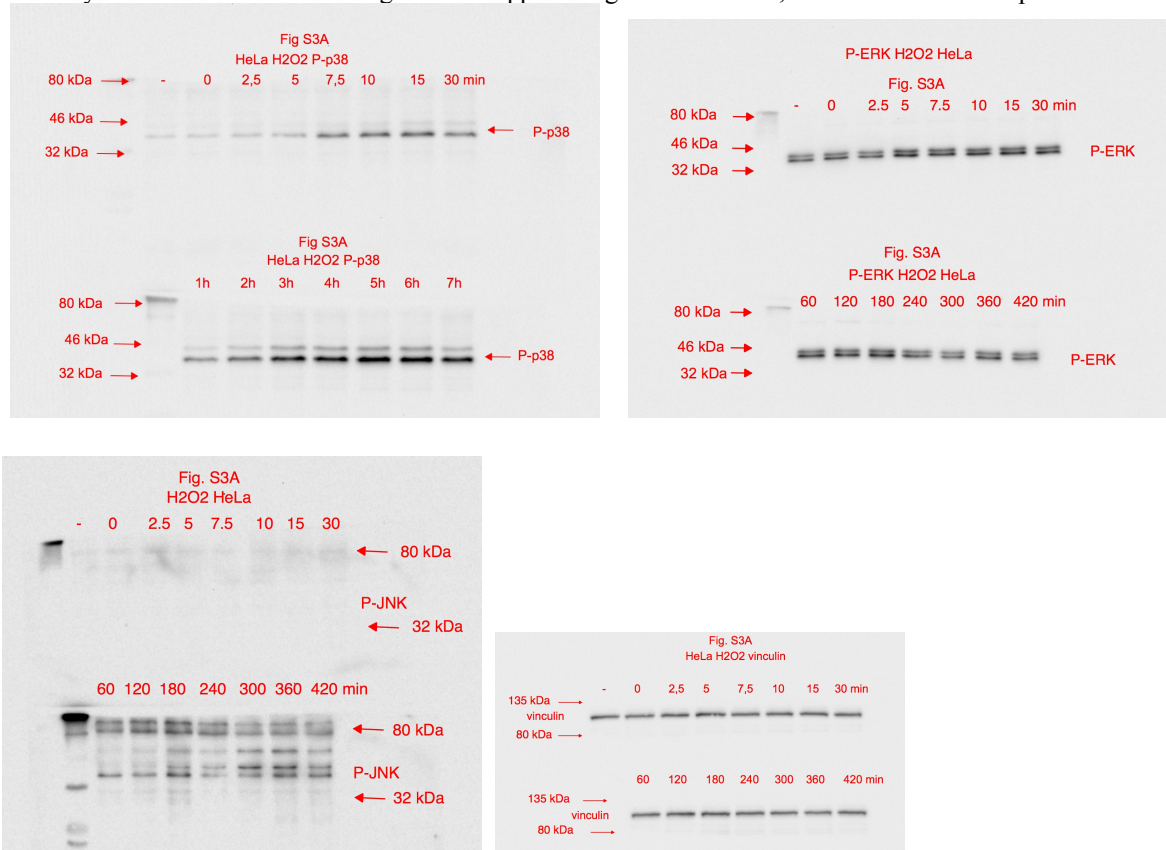 Fig S3A
HeLa H2O2 P-p38
80 kDa - 0 2,5 5 7,5 10 15 30 min
46 kDa
P-p38
32 kDa
Fig S3A
HeLa H2O2 P-p38
1h 2h 3h 4h 5h 6h 7h
80 kDa
46 kDa
P-p38
32 kDa
P-ERK H2O2 HeLa
Fig. S3A
- 0 2.5 5 7.5 10 15 30 min
80 kDa
46 kDa
P-ERK
32 kDa
Fig. S3A
P-ERK H2O2 HeLa
60 120 180 240 300 360 420 min
80 kDa
46 kDa
P-ERK
32 kDa
Fig. S3A
H2O2 HeLa
- 0 2.5 5 7.5 10 15 30
80 kDa
P-JNK
32 kDa
60 120 180 240 300 360 420 min
80 kDa
P-JNK
32 kDa
Fig. S3A
HeLa H2O2 vinculin
- 0 2,5 5 7,5 10 15 30 min
135 kDa
vinculin
80 kDa
60 120 180 240 300 360 420 min
135 kDa
vinculin
80 kDa